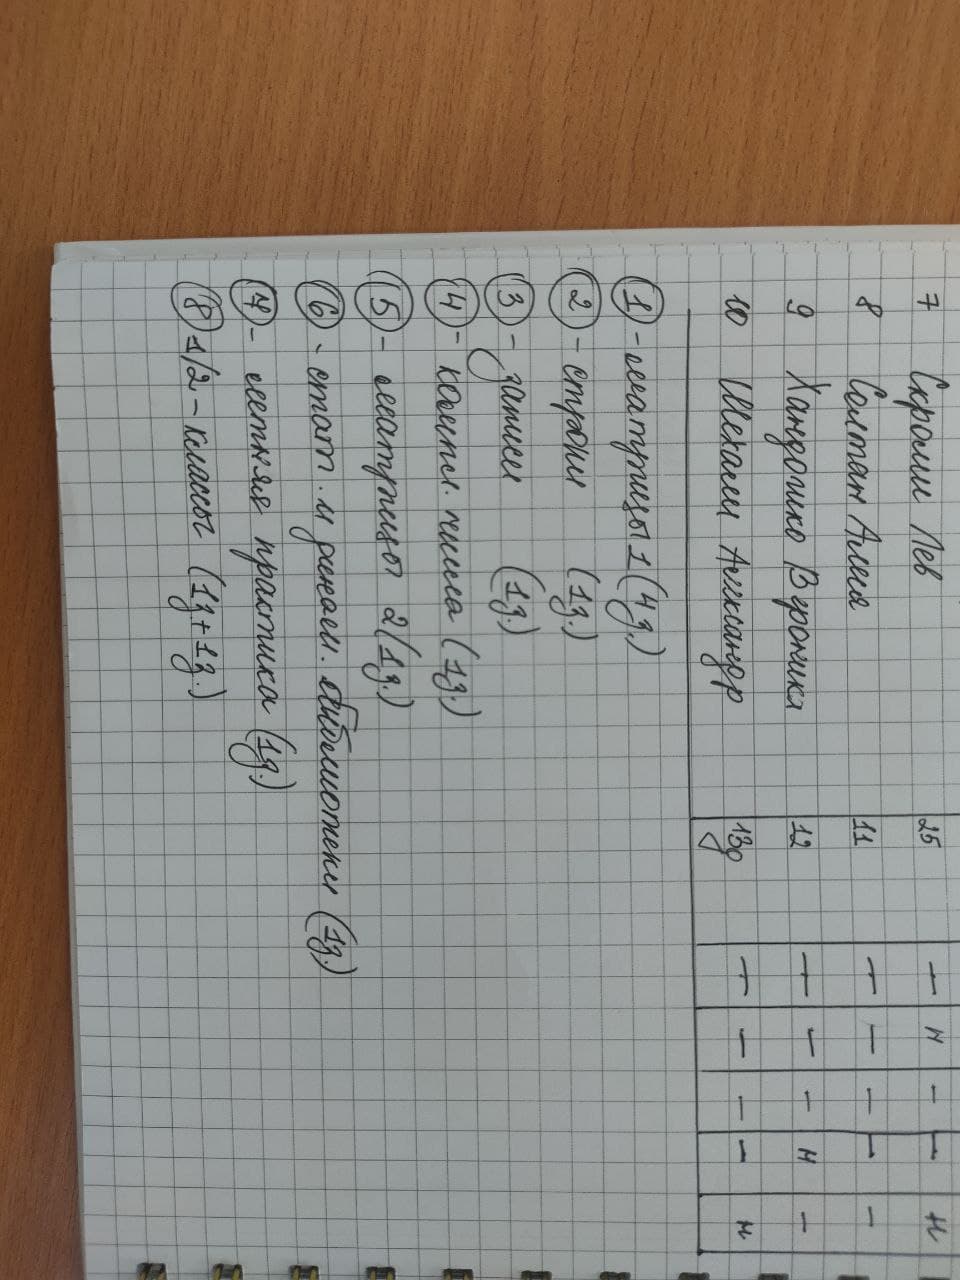 7 Скроми Лев 25 — н — — н
8 Солтан Алия 11 — — — — —
9 Хандошко Вероника 12 — — — н —
10 Шехали Александр 13д — — — — н
1 - матрицы 1 (4з.)
2 - строки (1з.)
3 - записи (1з.)
4 - компл. числа (1з.)
5 - матрицы 2 (1з.)
6 - стат. и динам. библиотеки (1з.)
7 - летняя практика (1з.)
8 1/2 - классы (1з + 1з.)